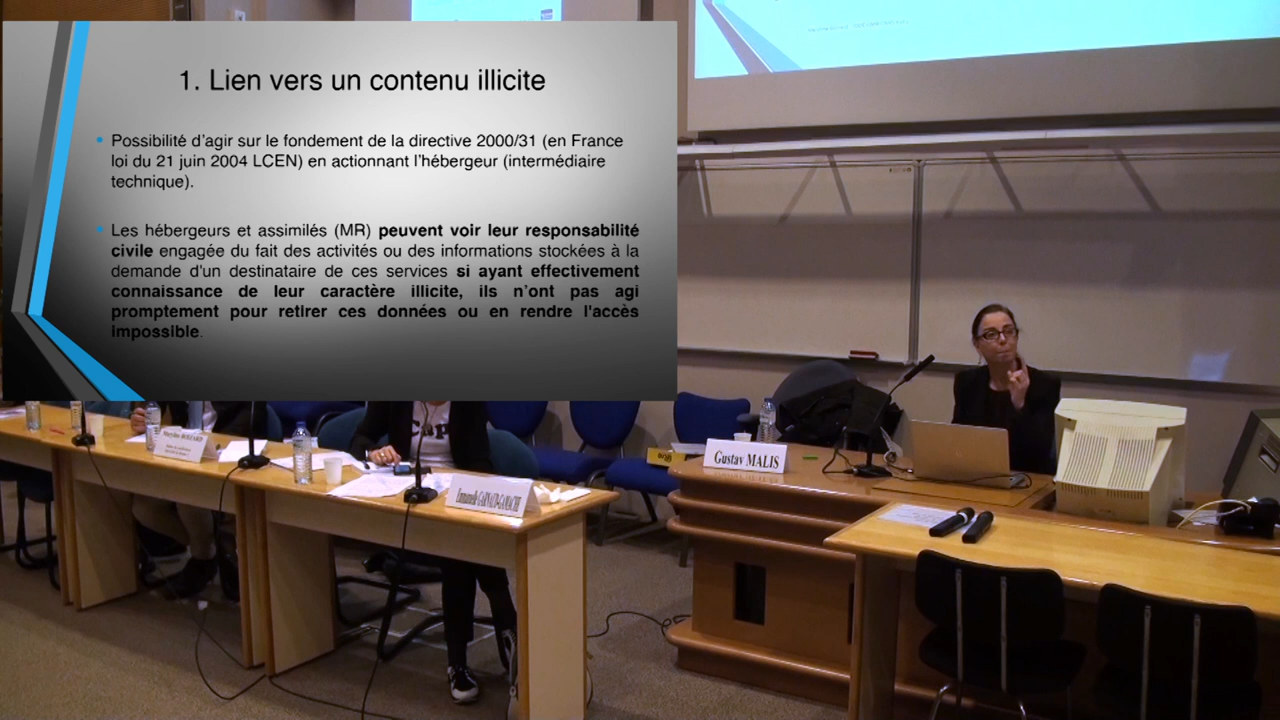 1. Lien vers un contenu illicite
• Possibilité d'agir sur le fondement de la directive 2000/31 (en France
loi du 21 juin 2004 LCEN) en actionnant l'hébergeur (intermédiaire
technique).
• Les hébergeurs et assimilés (MR) peuvent voir leur responsabilité
civile engagée du fait des activités ou des informations stockées à la
demande d'un destinataire de ces services si ayant effectivement
connaissance de leur caractère illicite, ils n'ont pas agi
promptement pour retirer ces données ou en rendre l'accès
impossible.
Gustav MALIS
Emmanuelle GARNAUD-GAMACHE